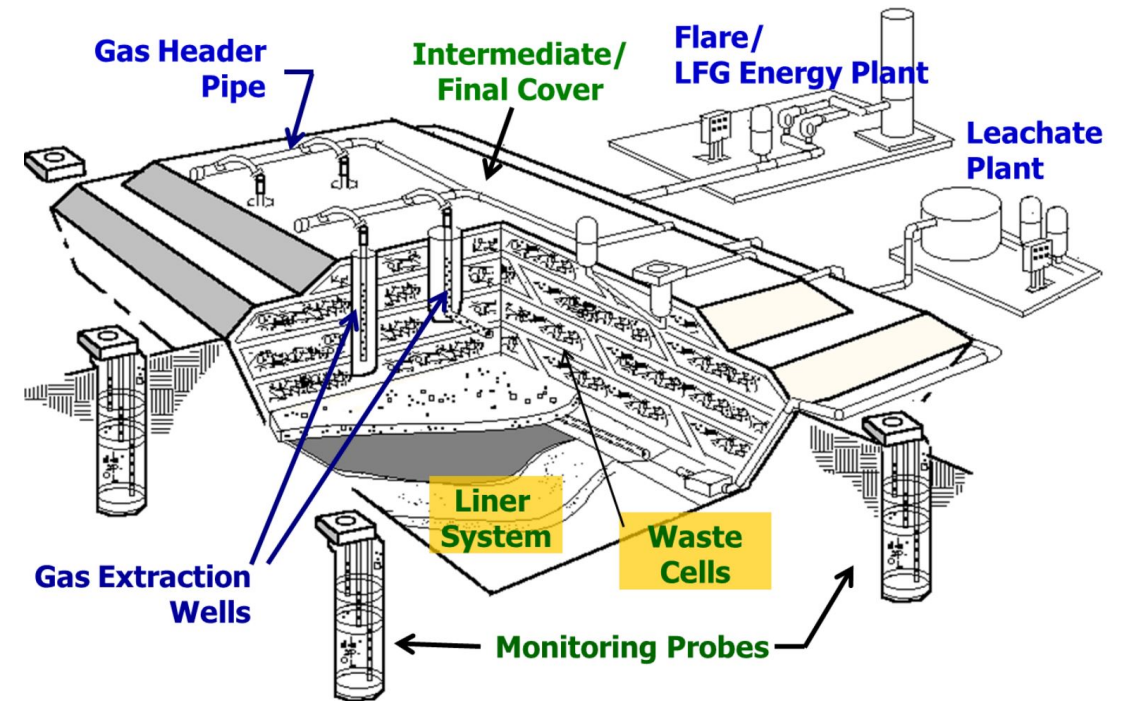 Gas Header
Pipe
Intermediate/
Final Cover
Flare/
LFG Energy Plant
Leachate
Plant
Liner
System
Waste
Cells
Gas Extraction
Wells
Monitoring Probes